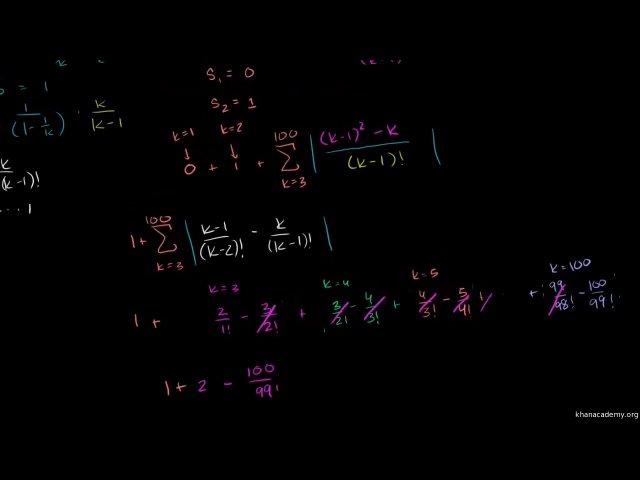 S₁ = 0
= 1
S₂ = 1
1/(1-1/k) · k/(k-1)
k=1 k=2
0 + 1 + ∑_{k=3}^{100} | ((k-1)² - k)/(k-1)! |
k/(k-1)!
... 1
1 + ∑_{k=3}^{100} | (k-1)/(k-2)! - k/(k-1)! |
k=3 k=4 k=5 k=100
1 + 2/1! - 3/2! + 3/2! - 4/3! + 4/3! - 5/4! + 99/98! - 100/99!
1 + 2 - 100/99!
khanacademy.org